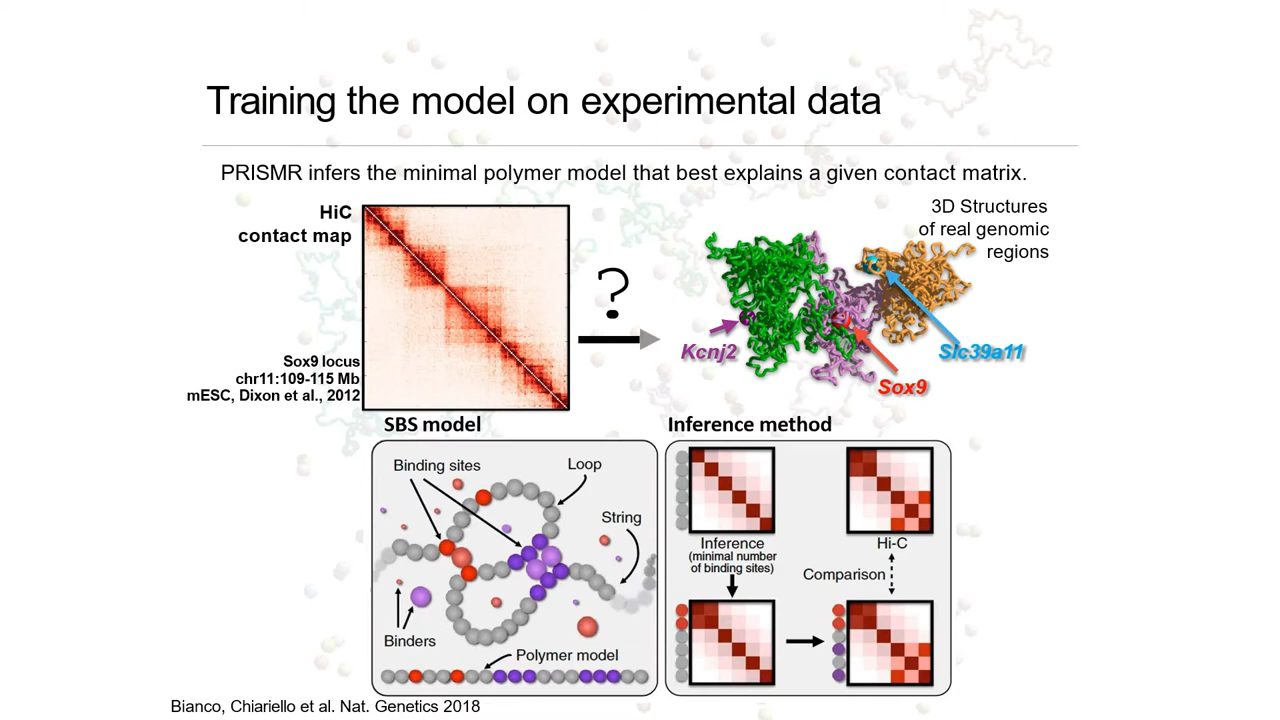 Training the model on experimental data
PRISMR infers the minimal polymer model that best explains a given contact matrix.
HiC
contact map
Sox9 locus
chr11:109-115 Mb
mESC, Dixon et al., 2012
?
3D Structures
of real genomic
regions
Kcnj2
Slc39a11
Sox9
SBS model
Binding sites
Loop
String
Binders
Polymer model
Inference method
Inference
(minimal number
of binding sites)
Hi-C
Comparison
Bianco, Chiariello et al. Nat. Genetics 2018